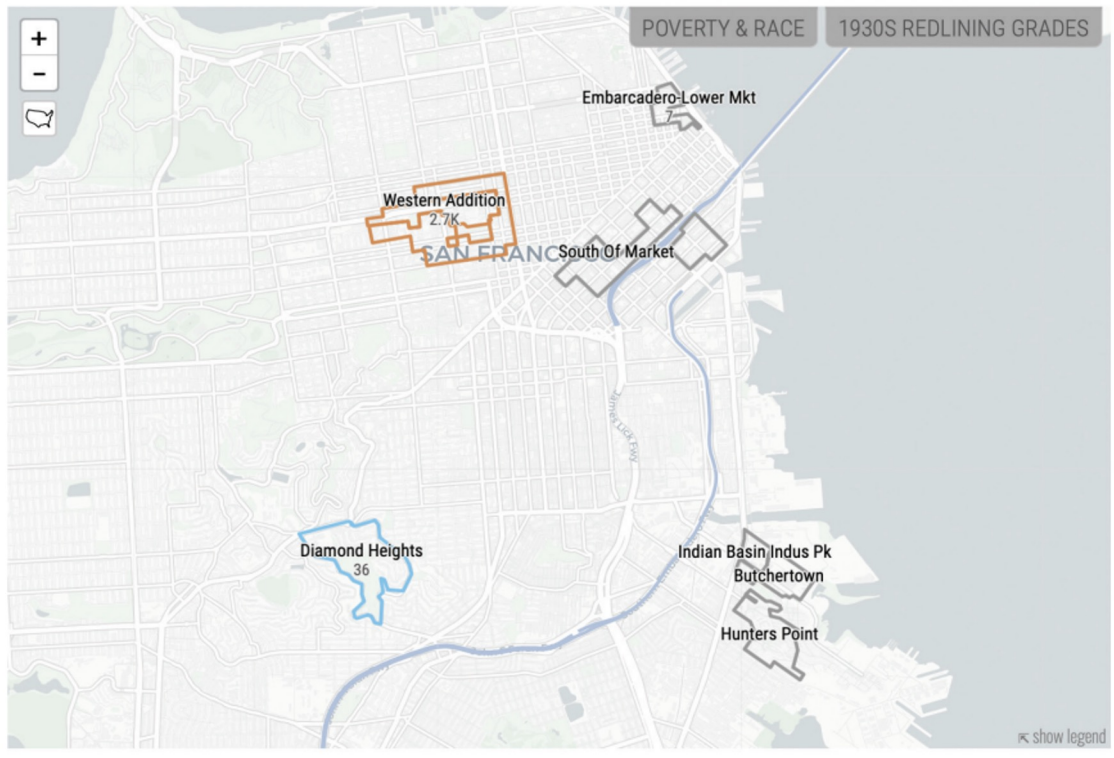 +
POVERTY & RACE
1930S REDLINING GRADES
−
Embarcadero-Lower Mkt
7
Western Addition
2.7K
SAN FRANCISCO
South Of Market
James Lick Fwy
Diamond Heights
36
Indian Basin Indus Pk
Butchertown
Hunters Point
show legend